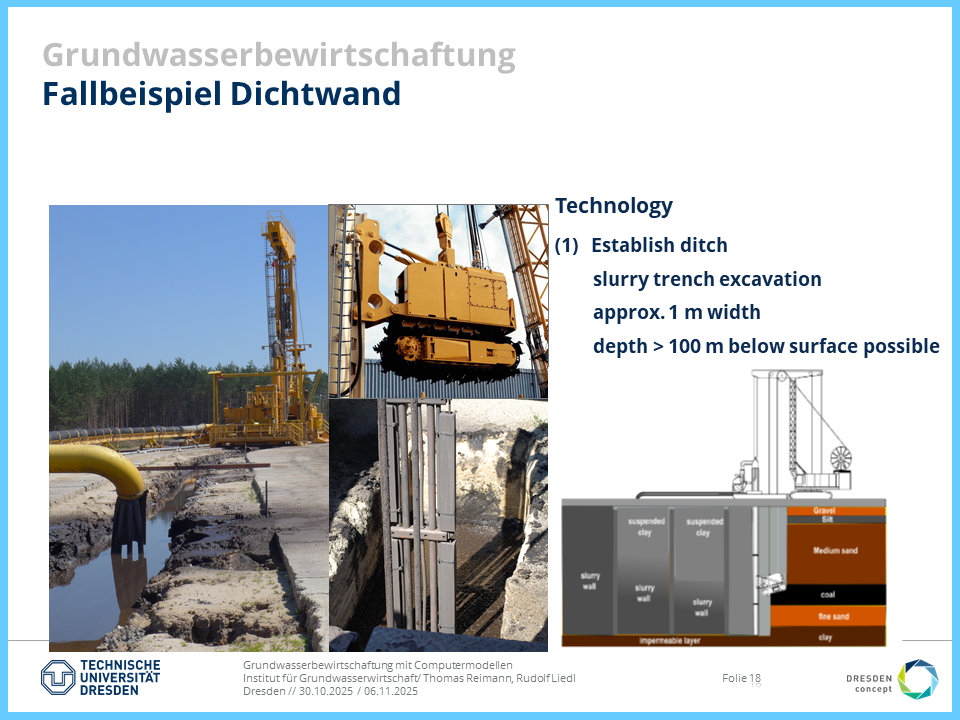 Grundwasserbewirtschaftung
Fallbeispiel Dichtwand
Technology
(1) Establish ditch
slurry trench excavation
approx. 1 m width
depth > 100 m below surface possible
Gravel
Silt
suspended
clay
suspended
clay
Medium sand
slurry
wall
slurry
wall
slurry
wall
coal
fine sand
impermeable layer
clay
TECHNISCHE
UNIVERSITÄT
DRESDEN
Grundwasserbewirtschaftung mit Computermodellen
Institut für Grundwasserwirtschaft/ Thomas Reimann, Rudolf Liedl
Dresden // 30.10.2025 / 06.11.2025
Folie 18
DRESDEN
concept